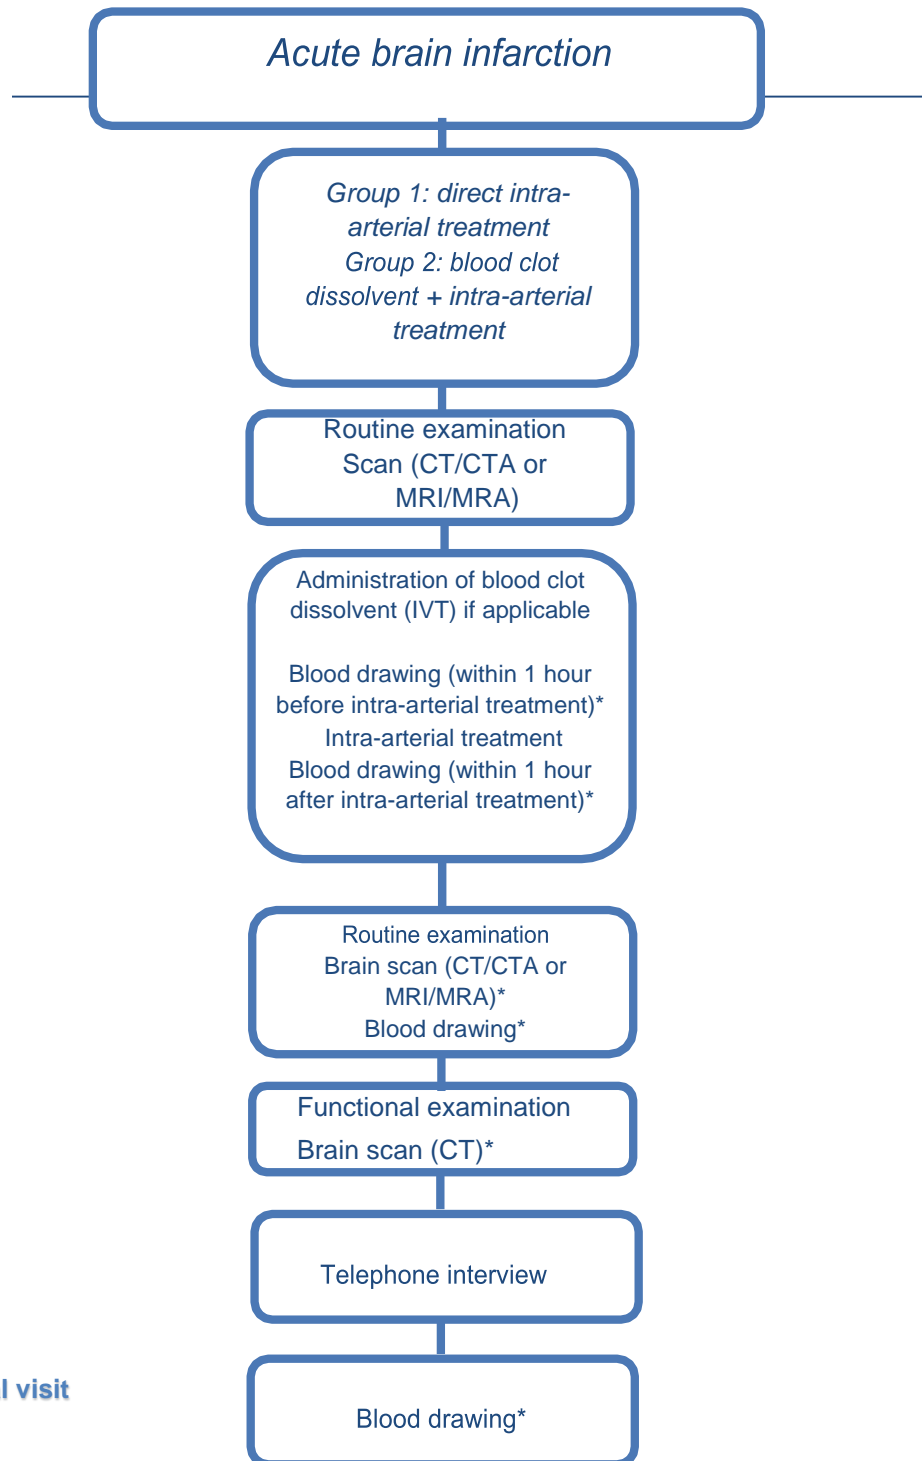 Acute brain infarction
Group 1: direct intra-
arterial treatment
Group 2: blood clot
dissolvent + intra-arterial
treatment
Routine examination
Scan (CT/CTA or
MRI/MRA)
Administration of blood clot
dissolvent (IVT) if applicable
Blood drawing (within 1 hour
before intra-arterial treatment)*
Intra-arterial treatment
Blood drawing (within 1 hour
after intra-arterial treatment)*
Routine examination
Brain scan (CT/CTA or
MRI/MRA)*
Blood drawing*
Functional examination
Brain scan (CT)*
Telephone interview
visit
Blood drawing*